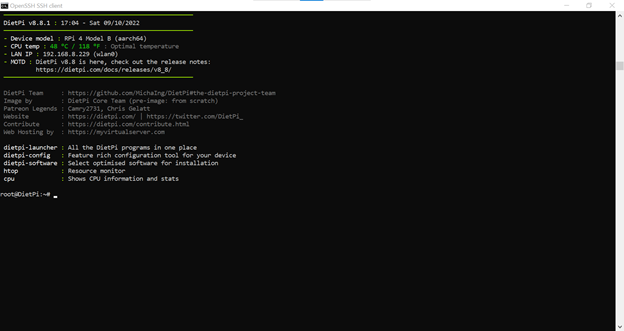 OpenSSH SSH client
DietPi v8.8.1 : 17:04 - Sat 09/10/2022
- Device model : RPi 4 Model B (aarch64)
- CPU temp : 48 °C / 118 °F : Optimal temperature
- LAN IP : 192.168.8.229 (wlan0)
- MOTD : DietPi v8.8 is here, check out the release notes:
https://dietpi.com/docs/releases/v8_8/
DietPi Team : https://github.com/MichaIng/DietPi#the-dietpi-project-team
Image by : DietPi Core Team (pre-image: from scratch)
Patreon Legends : Camry2731, Chris Gelatt
Website : https://dietpi.com/ | https://twitter.com/DietPi_
Contribute : https://dietpi.com/contribute.html
Web Hosting by : https://myvirtualserver.com
dietpi-launcher : All the DietPi programs in one place
dietpi-config : Feature rich configuration tool for your device
dietpi-software : Select optimised software for installation
htop : Resource monitor
cpu : Shows CPU information and stats
root@DietPi:~#